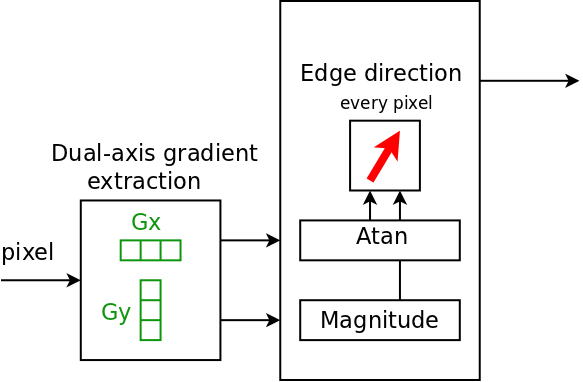 Edge direction
every pixel
Dual-axis gradient
extraction
Gx
pixel
Gy
Atan
Magnitude